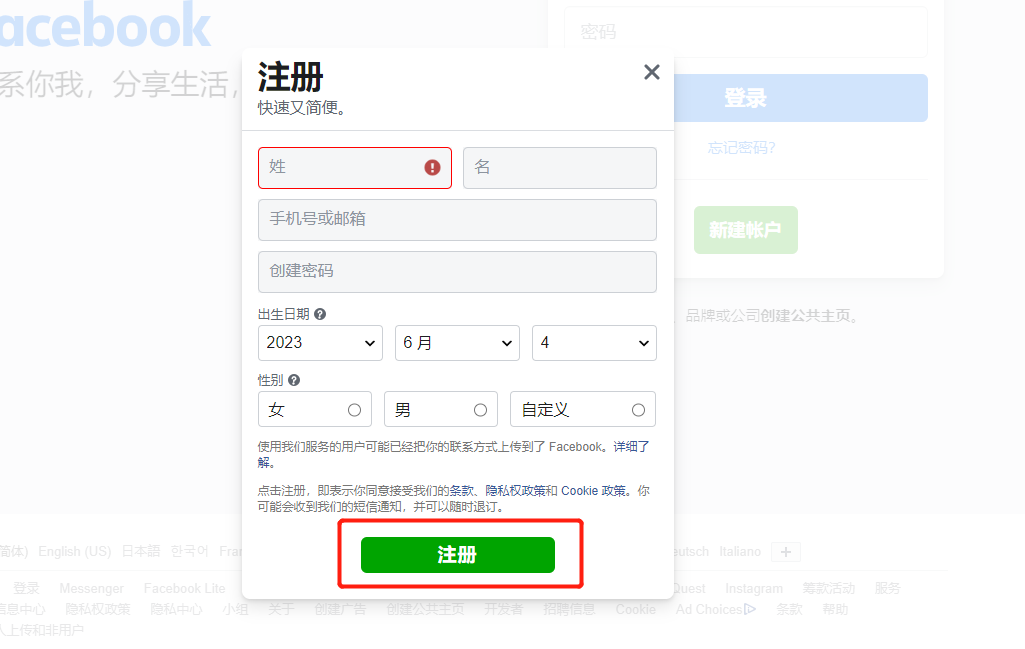 acebook
系你我，分享生活，
密码
登录
忘记密码?
新建帐户
品牌或公司创建公共主页。
注册
快速又简便。
姓 名
手机号或邮箱
创建密码
出生日期
2023 6 月 4
性别
女 男 自定义
使用我们服务的用户可能已经把你的联系方式上传到了 Facebook。详细了
解。
点击注册，即表示你同意接受我们的条款、隐私权政策和 Cookie 政策。你
可能会收到我们的短信通知，并可以随时退订。
注册
简体) English (US) 日本語 한국어 Fran eutsch Italiano
登录 Messenger Facebook Lite Quest Instagram 筹款活动 服务
信息中心 隐私权政策 隐私中心 小组 关于 创建广告 创建公共主页 开发者 招聘信息 Cookie Ad Choices 条款 帮助
人上传和非用户